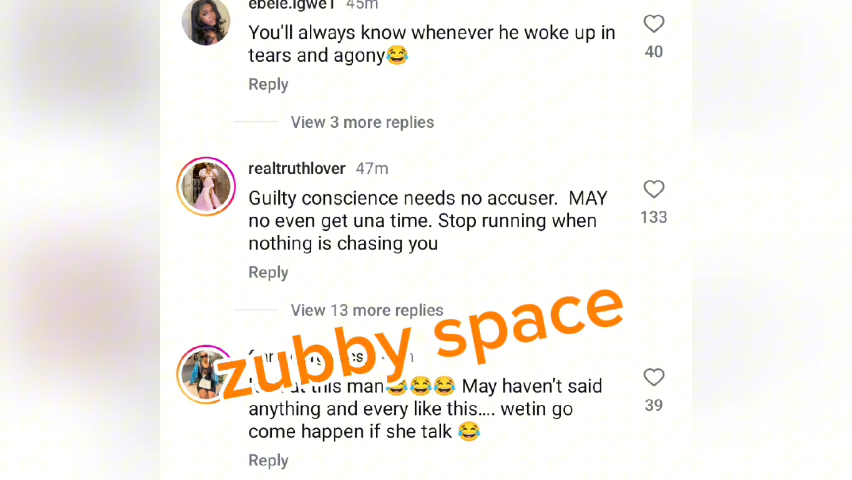 ebele.igwe1 45m
You'll always know whenever he woke up in
tears and agony😂
40
Reply
View 3 more replies
realtruthlover 47m
Guilty conscience needs no accuser. MAY
no even get una time. Stop running when
nothing is chasing you
133
Reply
View 13 more replies
zubby space
at this man😂😂😂 May haven't said
anything and every like this.... wetin go
come happen if she talk 😂
39
Reply